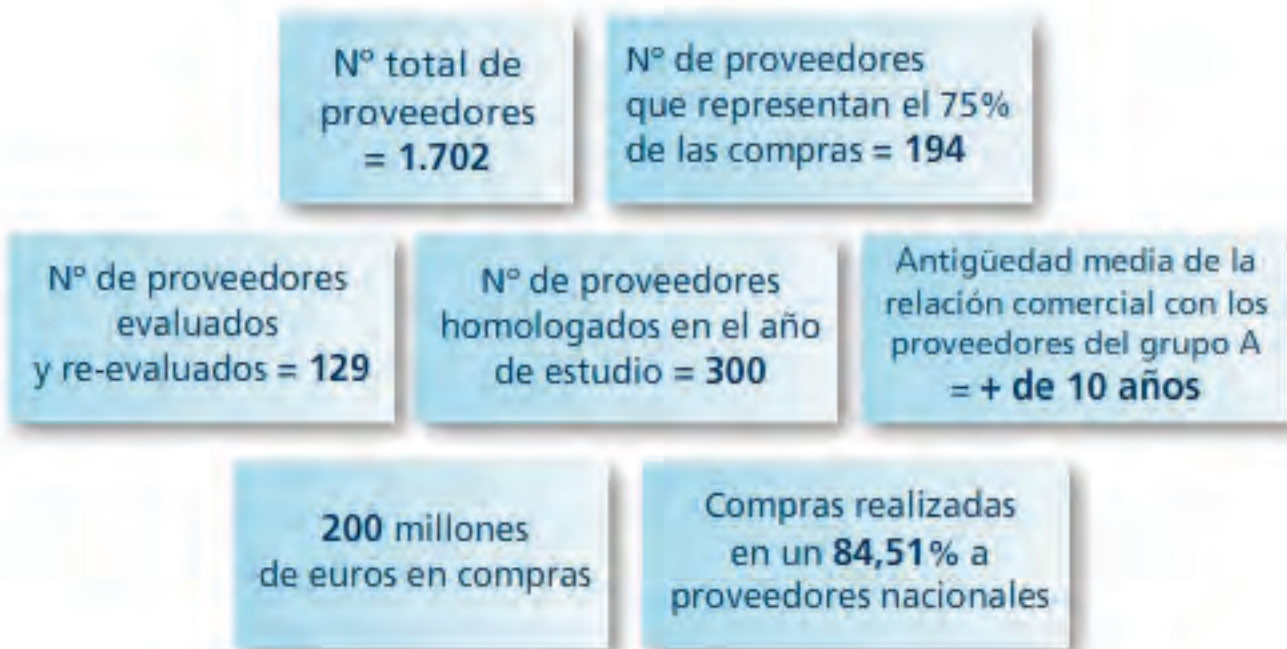 Nº total de
proveedores
= 1.702
Nº de proveedores
que representan el 75%
de las compras = 194
Nº de proveedores
evaluados
y re-evaluados = 129
Nº de proveedores
homologados en el año
de estudio = 300
Antigüedad media de la
relación comercial con los
proveedores del grupo A
= + de 10 años
200 millones
de euros en compras
Compras realizadas
en un 84,51% a
proveedores nacionales